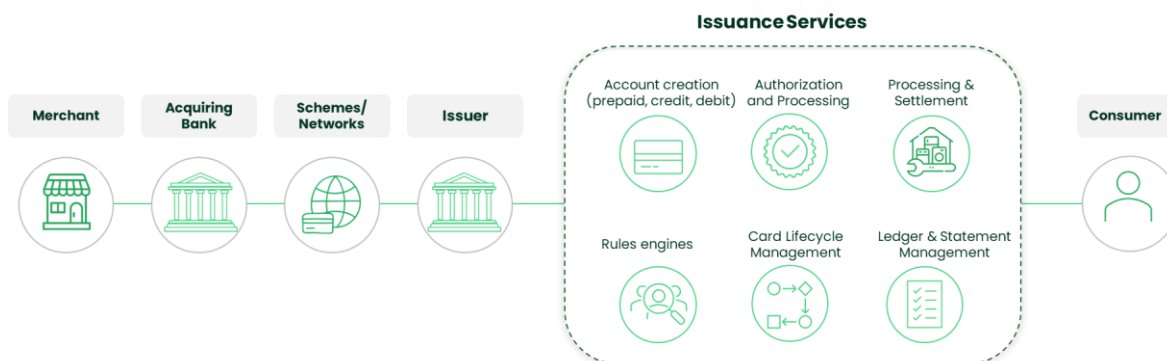 Issuance Services
Merchant
Acquiring
Bank
Schemes/
Networks
Issuer
Account creation
(prepaid, credit, debit)
Authorization
and Processing
Processing &
Settlement
Rules engines
Card Lifecycle
Management
Ledger & Statement
Management
Consumer